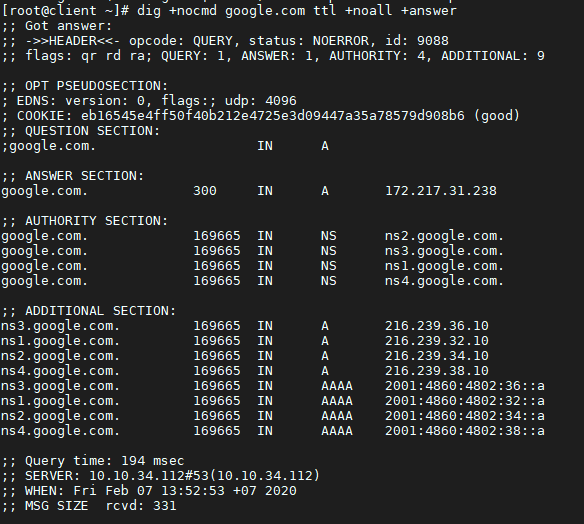 [root@client ~]# dig +nocmd google.com ttl +noall +answer
;; Got answer:
;; ->>HEADER<<- opcode: QUERY, status: NOERROR, id: 9088
;; flags: qr rd ra; QUERY: 1, ANSWER: 1, AUTHORITY: 4, ADDITIONAL: 9

;; OPT PSEUDOSECTION:
; EDNS: version: 0, flags:; udp: 4096
; COOKIE: eb16545e4ff50f40b212e4725e3d09447a35a78579d908b6 (good)
;; QUESTION SECTION:
;google.com. IN A

;; ANSWER SECTION:
google.com. 300 IN A 172.217.31.238

;; AUTHORITY SECTION:
google.com. 169665 IN NS ns2.google.com.
google.com. 169665 IN NS ns3.google.com.
google.com. 169665 IN NS ns1.google.com.
google.com. 169665 IN NS ns4.google.com.

;; ADDITIONAL SECTION:
ns3.google.com. 169665 IN A 216.239.36.10
ns1.google.com. 169665 IN A 216.239.32.10
ns2.google.com. 169665 IN A 216.239.34.10
ns4.google.com. 169665 IN A 216.239.38.10
ns3.google.com. 169665 IN AAAA 2001:4860:4802:36::a
ns1.google.com. 169665 IN AAAA 2001:4860:4802:32::a
ns2.google.com. 169665 IN AAAA 2001:4860:4802:34::a
ns4.google.com. 169665 IN AAAA 2001:4860:4802:38::a

;; Query time: 194 msec
;; SERVER: 10.10.34.112#53(10.10.34.112)
;; WHEN: Fri Feb 07 13:52:53 +07 2020
;; MSG SIZE rcvd: 331